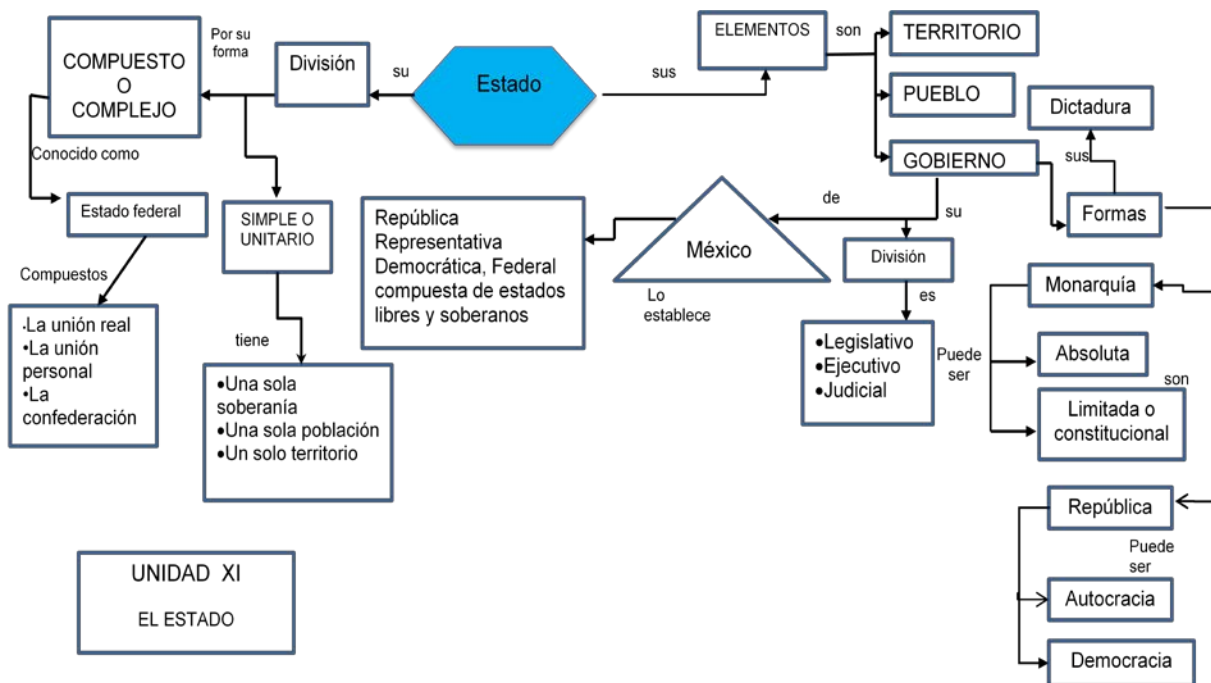 COMPUESTO
O
COMPLEJO
Por su
forma
División
su
Estado
sus
ELEMENTOS
son
TERRITORIO
PUEBLO
GOBIERNO
Dictadura
sus
Formas
Conocido como
Estado federal
Compuestos
.La unión real
•La unión
personal
•La
confederación
SIMPLE O
UNITARIO
tiene
•Una sola
soberanía
•Una sola población
•Un solo territorio
República
Representativa
Democrática, Federal
compuesta de estados
libres y soberanos
México
Lo
establece
de
su
División
es
•Legislativo
•Ejecutivo
•Judicial
Monarquía
Puede
ser
Absoluta
son
Limitada o
constitucional
República
Puede
ser
Autocracia
Democracia
UNIDAD XI
EL ESTADO